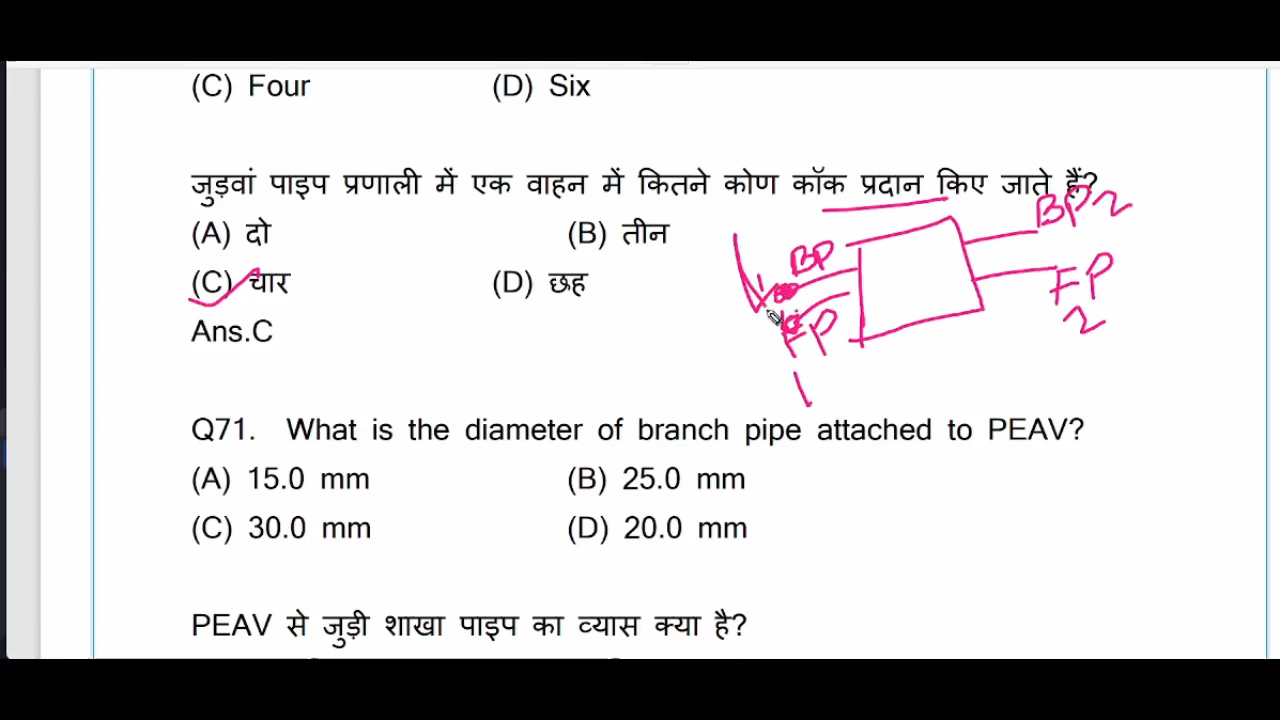 (C) Four (D) Six
जुड़वां पाइप प्रणाली में एक वाहन में कितने कोण कॉक प्रदान किए जाते हैं?
(A) दो (B) तीन
BP BP2
(C) चार (D) छह
FP 2
Ans.C
FP
1
Q71. What is the diameter of branch pipe attached to PEAV?
(A) 15.0 mm (B) 25.0 mm
(C) 30.0 mm (D) 20.0 mm
PEAV से जुड़ी शाखा पाइप का व्यास क्या है?